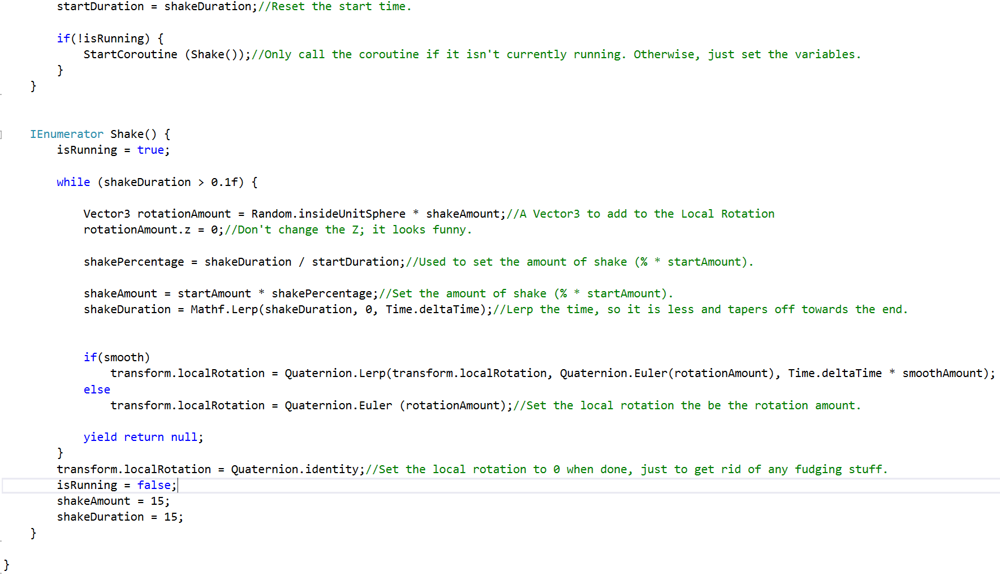 startDuration = shakeDuration;//Reset the start time.
if(!isRunning) {
StartCoroutine (Shake());//Only call the coroutine if it isn't currently running. Otherwise, just set the variables.
}
}
IEnumerator Shake() {
isRunning = true;
while (shakeDuration > 0.1f) {
Vector3 rotationAmount = Random.insideUnitSphere * shakeAmount;//A Vector3 to add to the Local Rotation
rotationAmount.z = 0;//Don't change the Z; it looks funny.
shakePercentage = shakeDuration / startDuration;//Used to set the amount of shake (% * startAmount).
shakeAmount = startAmount * shakePercentage;//Set the amount of shake (% * startAmount).
shakeDuration = Mathf.Lerp(shakeDuration, 0, Time.deltaTime);//Lerp the time, so it is less and tapers off towards the end.
if(smooth)
transform.localRotation = Quaternion.Lerp(transform.localRotation, Quaternion.Euler(rotationAmount), Time.deltaTime * smoothAmount);
else
transform.localRotation = Quaternion.Euler (rotationAmount);//Set the local rotation the be the rotation amount.
yield return null;
}
transform.localRotation = Quaternion.identity;//Set the local rotation to 0 when done, just to get rid of any fudging stuff.
isRunning = false;
shakeAmount = 15;
shakeDuration = 15;
}
}